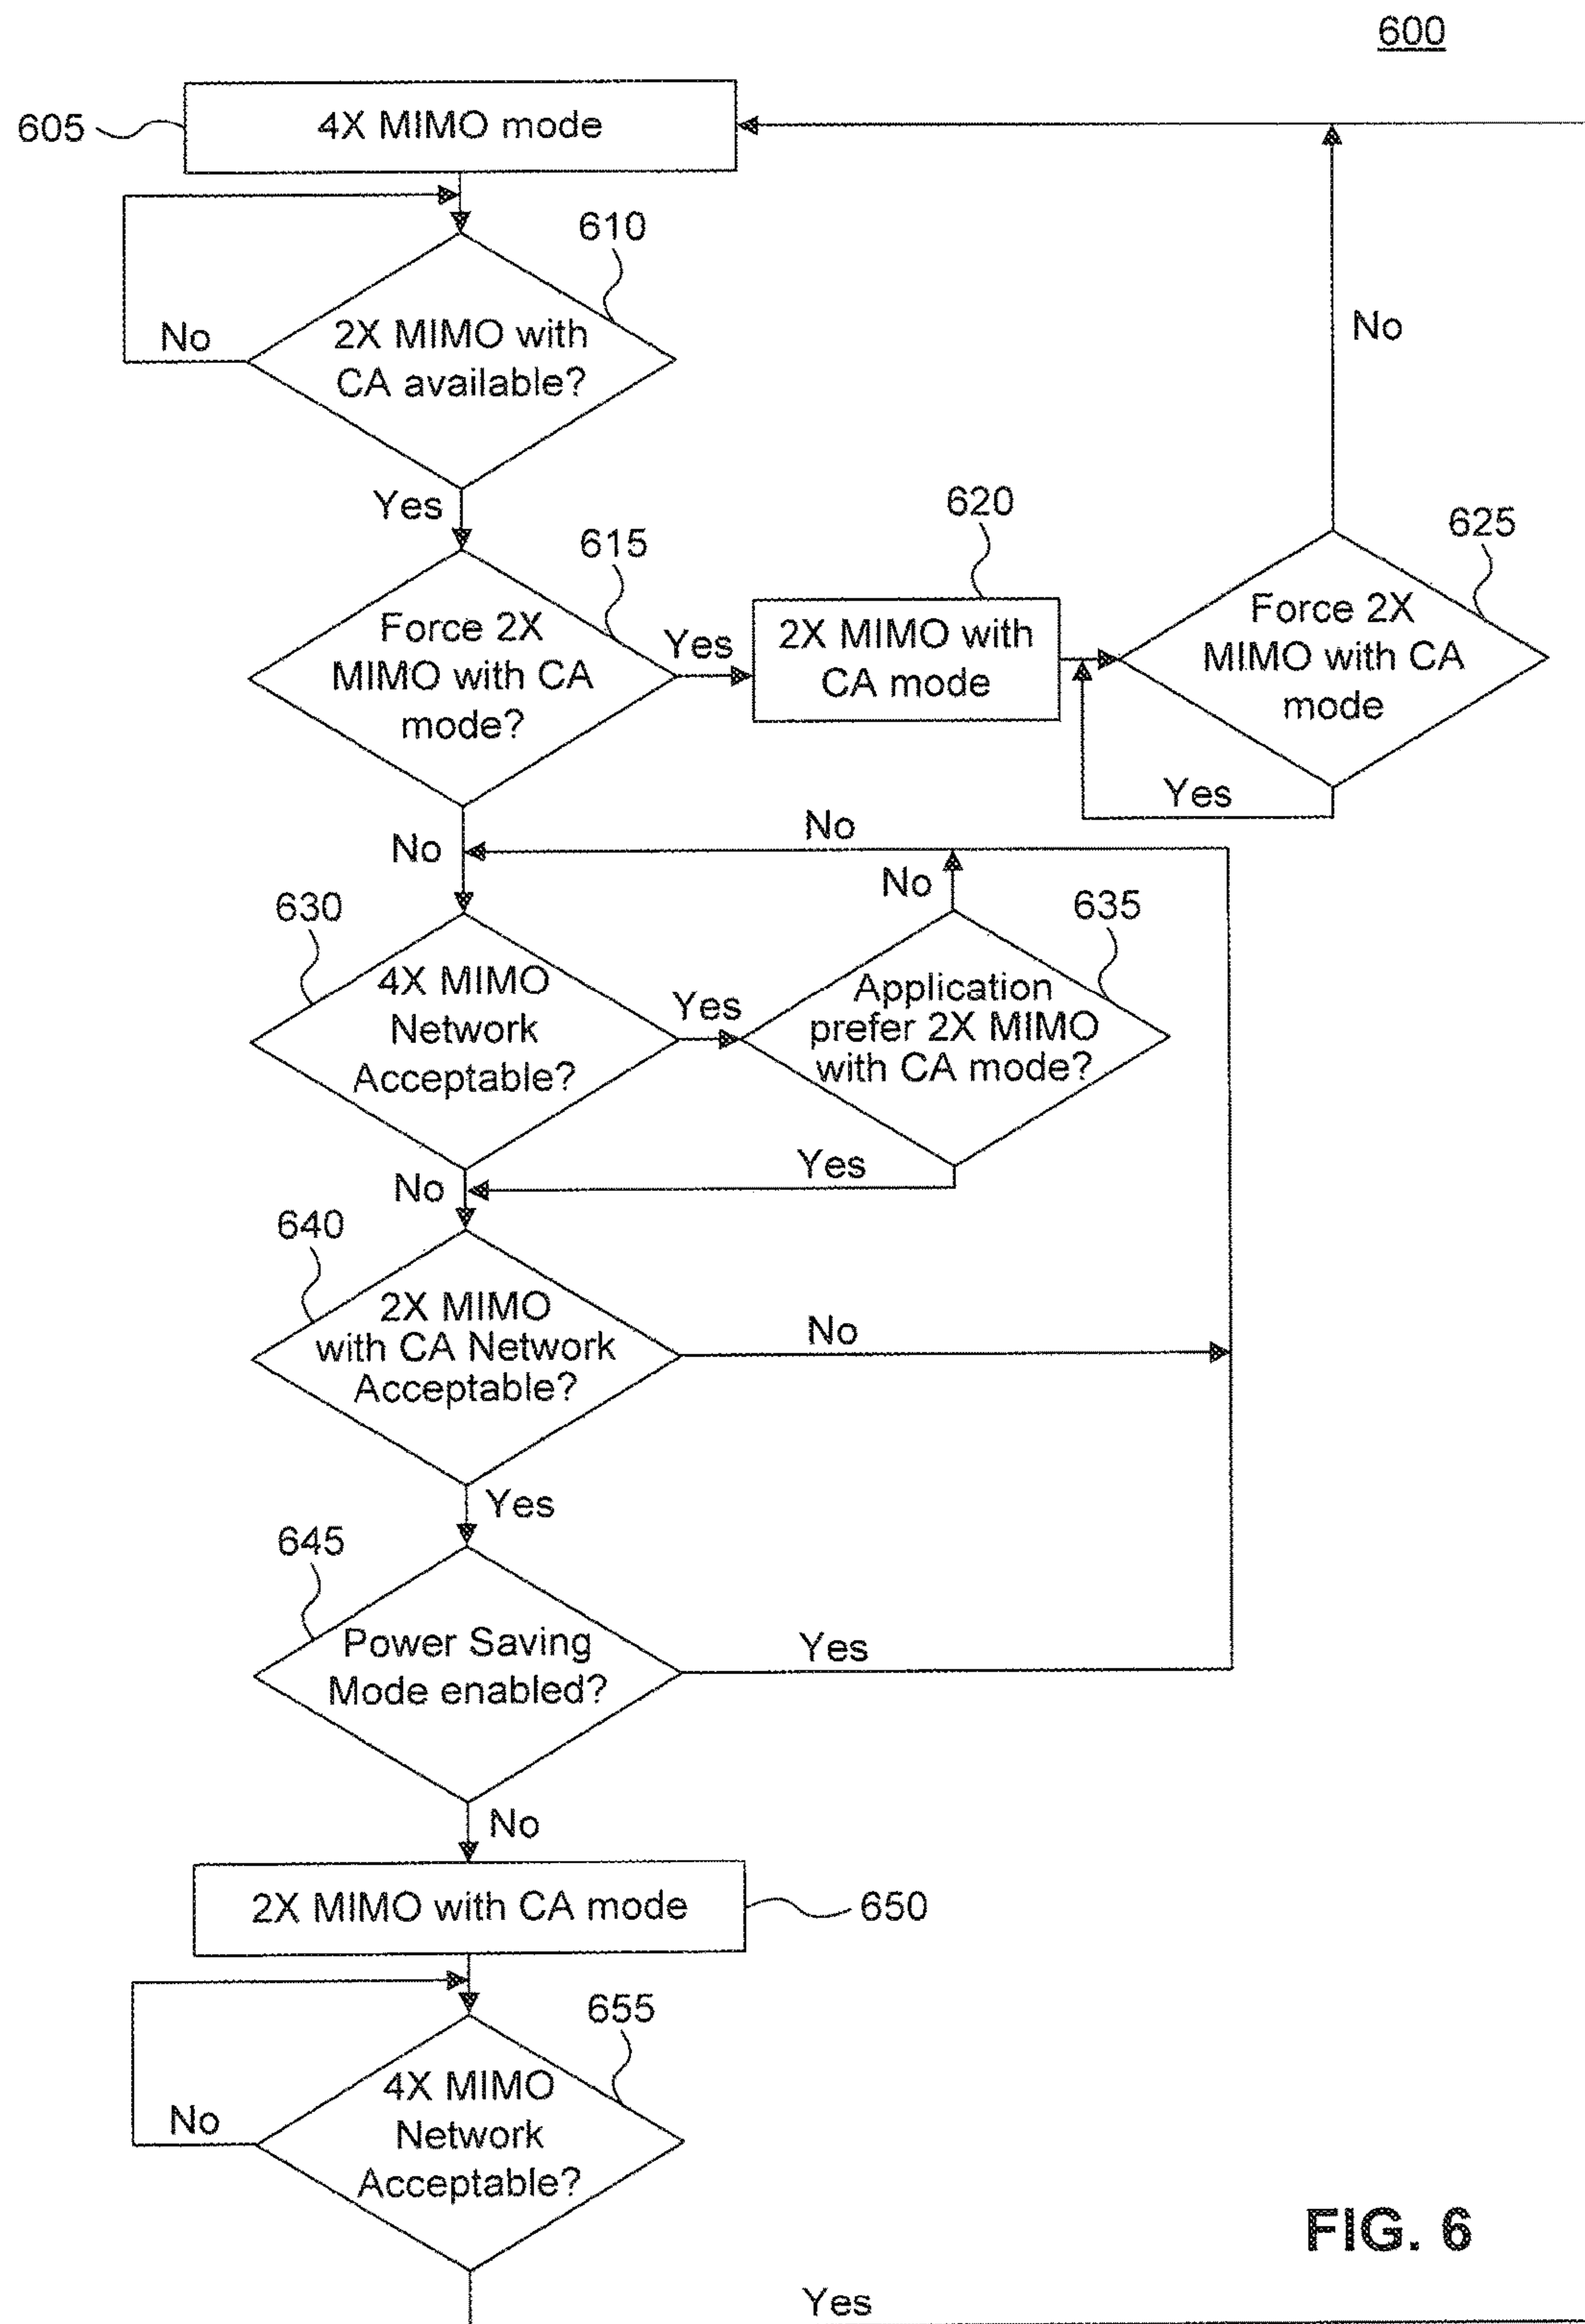 600
605
4X MIMO mode
610
No
2X MIMO with
CA available?
No
Yes
615
Force 2X
MIMO with CA
mode?
Yes
620
2X MIMO with
CA mode
625
Force 2X
MIMO with CA
mode
Yes
No
No
No
630
4X MIMO
Network
Acceptable?
Yes
635
Application
prefer 2X MIMO
with CA mode?
No
Yes
640
2X MIMO
with CA Network
Acceptable?
No
Yes
645
Power Saving
Mode enabled?
Yes
No
2X MIMO with CA mode
650
655
4X MIMO
Network
Acceptable?
No
Yes
FIG. 6